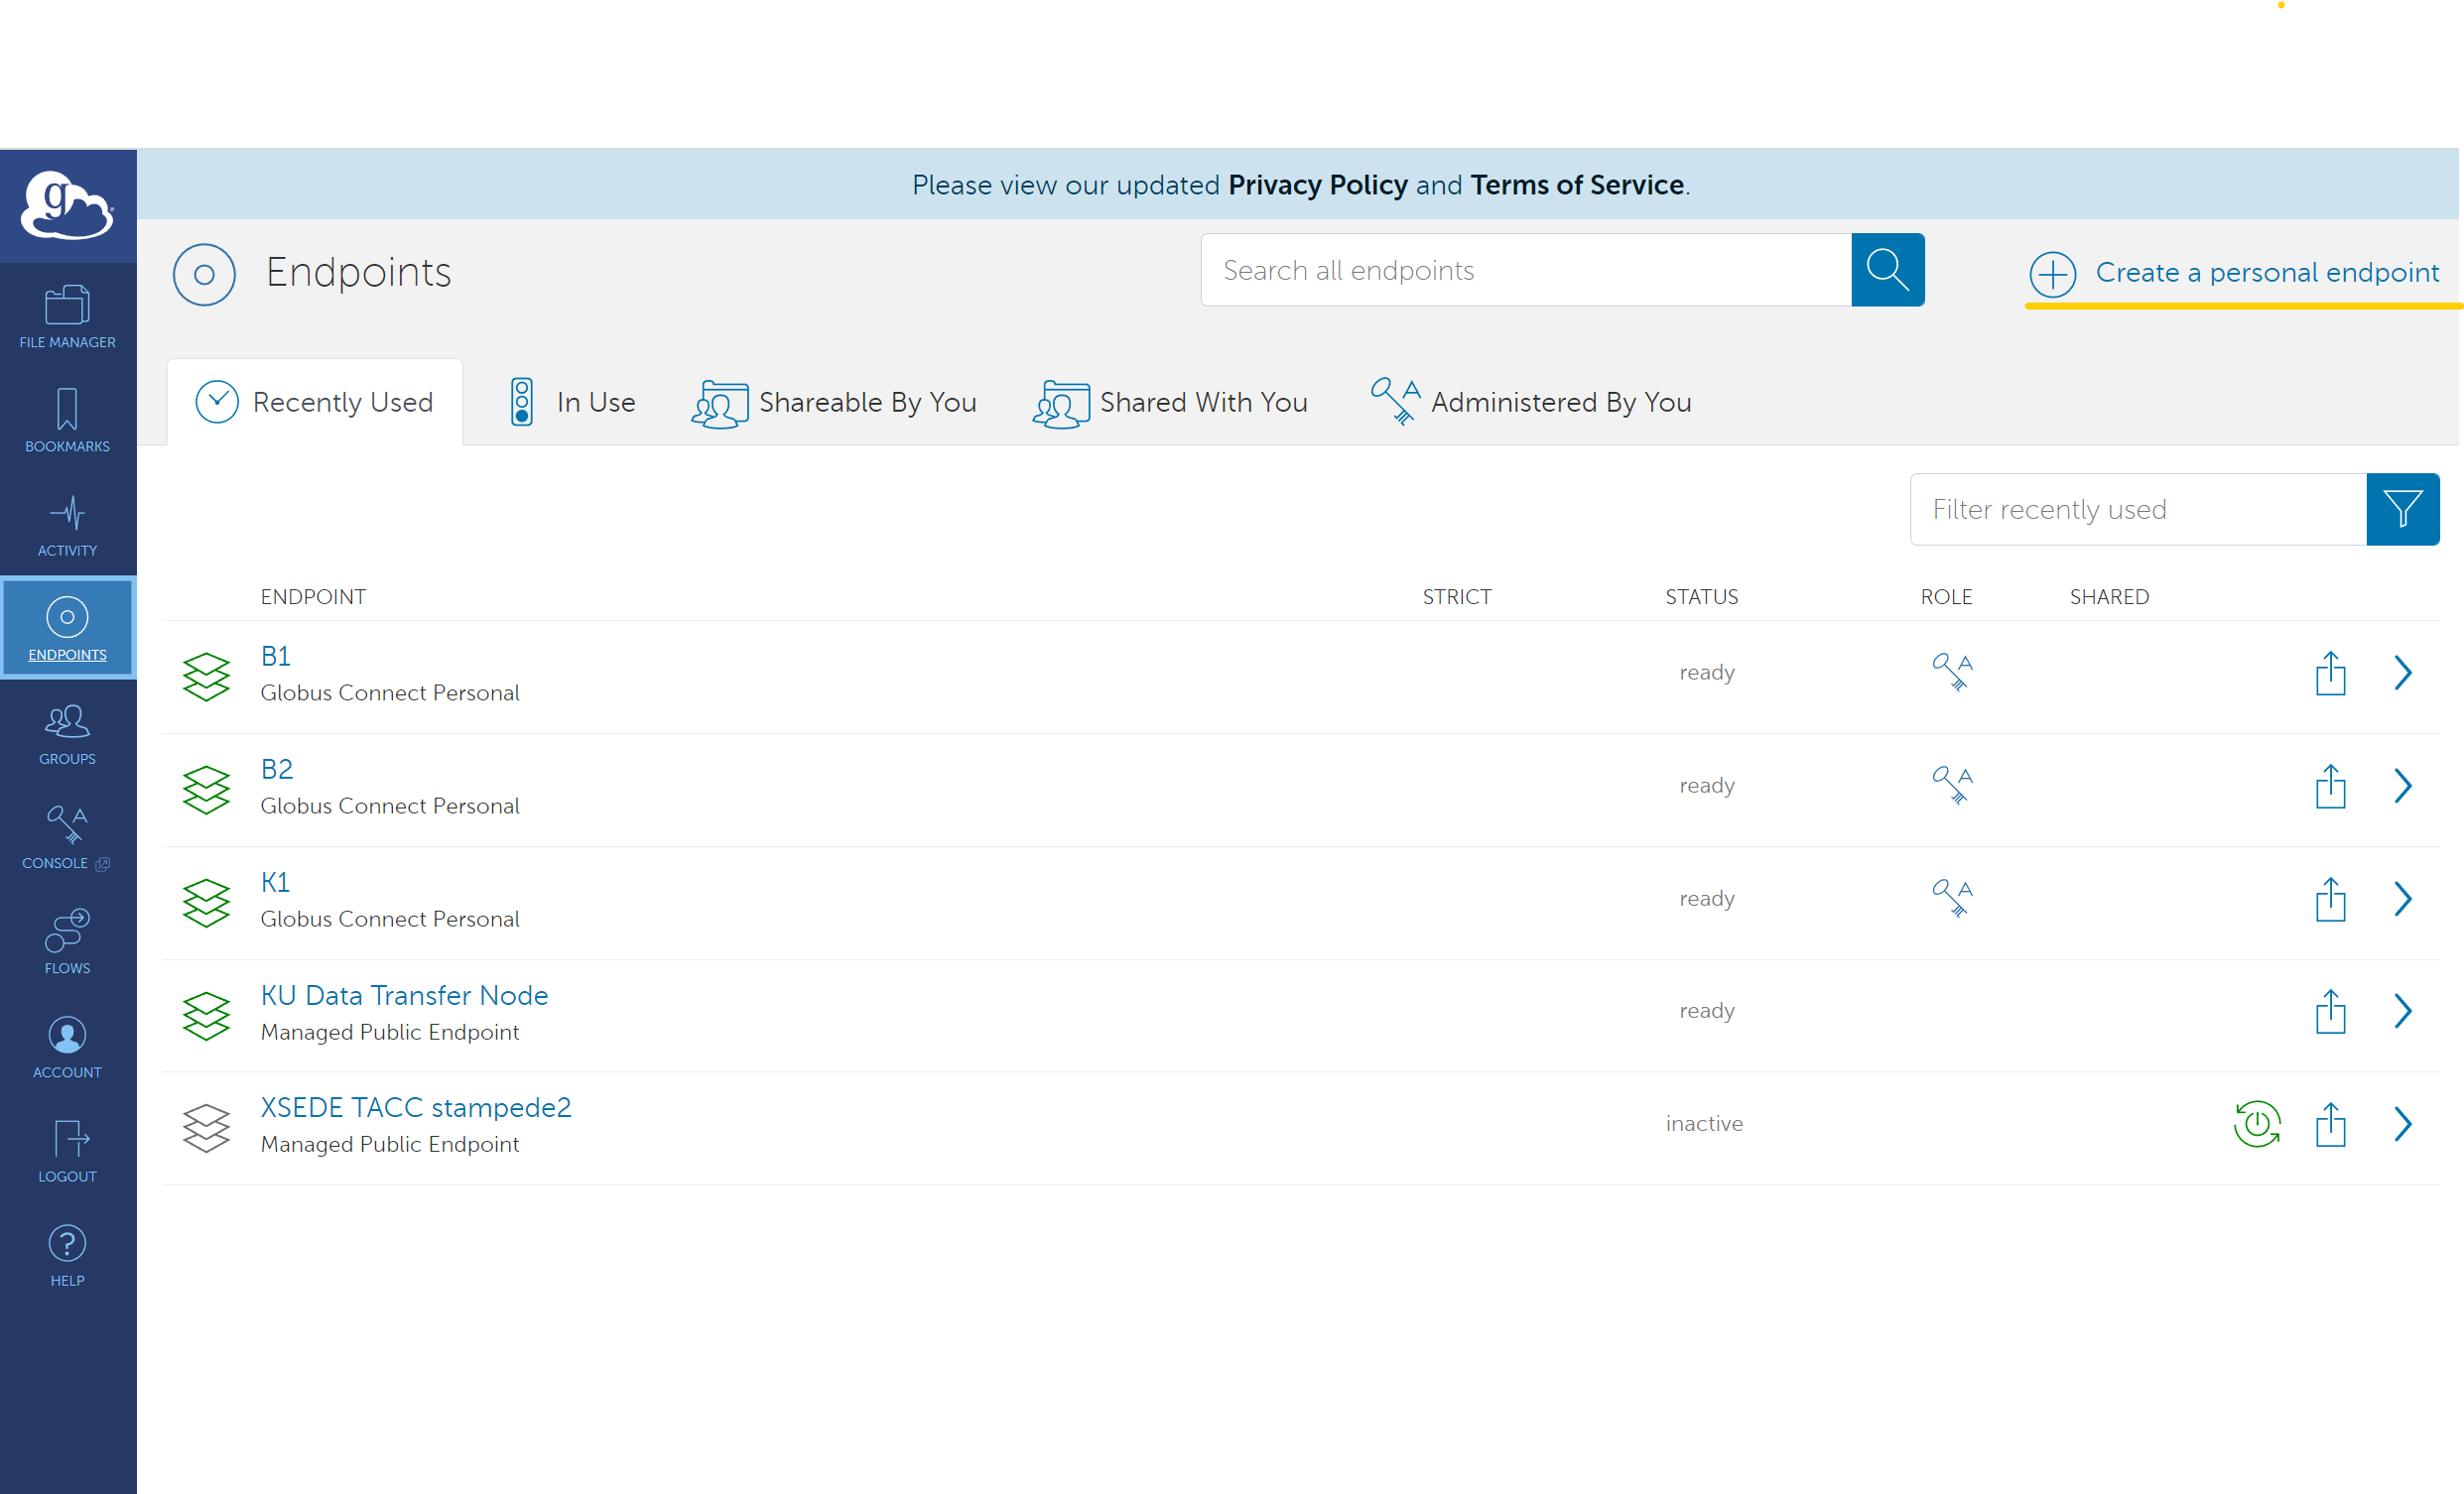 Please view our updated Privacy Policy and Terms of Service.
g
Endpoints
Search all endpoints
Create a personal endpoint
FILE MANAGER
BOOKMARKS
ACTIVITY
ENDPOINTS
GROUPS
CONSOLE
FLOWS
ACCOUNT
LOGOUT
HELP
Recently Used
In Use
Shareable By You
Shared With You
A
Administered By You
Filter recently used
ENDPOINT STRICT STATUS ROLE SHARED
B1
Globus Connect Personal
ready
B2
Globus Connect Personal
ready
K1
Globus Connect Personal
ready
KU Data Transfer Node
Managed Public Endpoint
ready
XSEDE TACC stampede2
Managed Public Endpoint
inactive